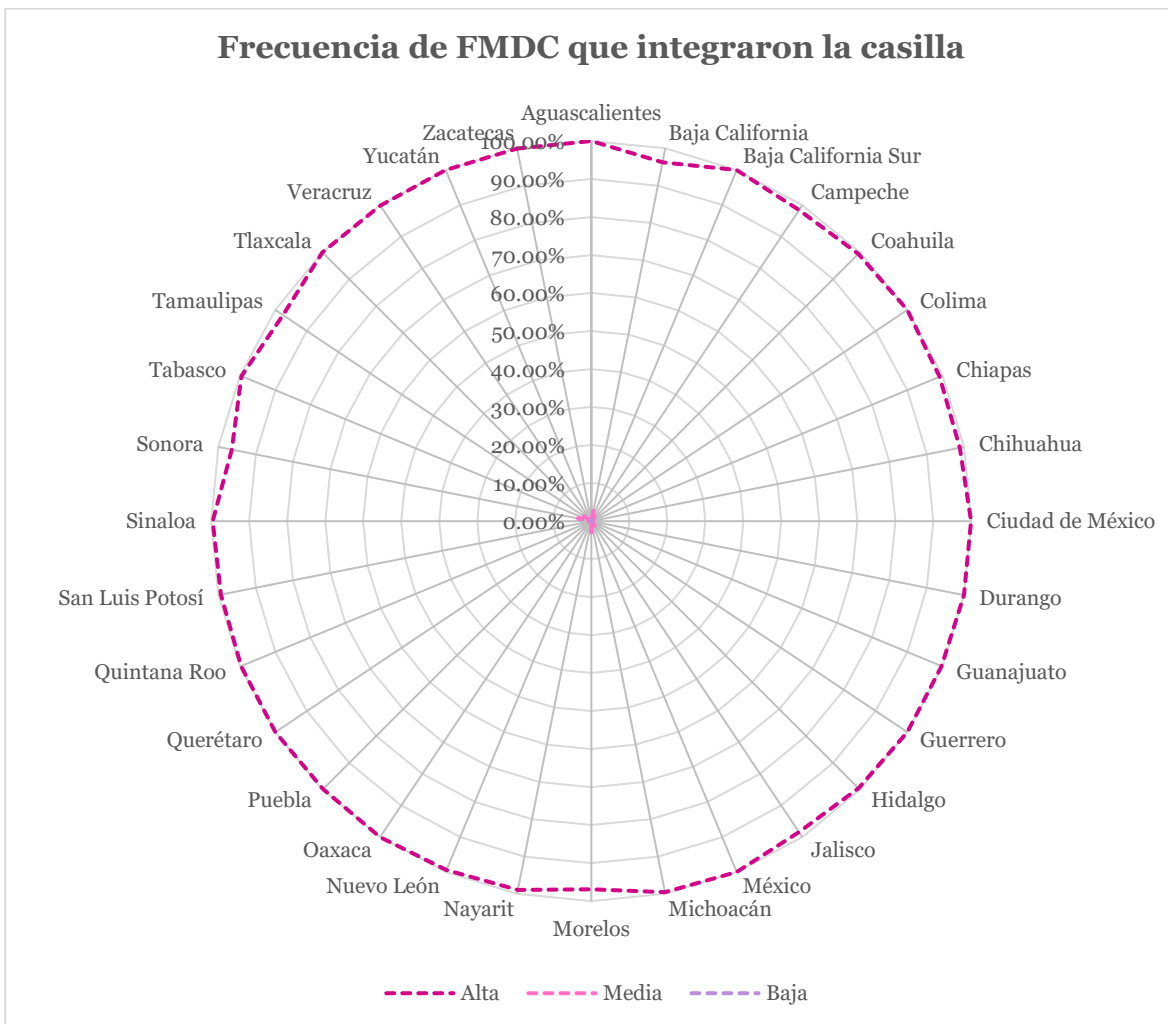 Frecuencia de FMDC que integraron la casilla
Aguascalientes
Baja California
Baja California Sur
Campeche
Coahuila
Colima
Chiapas
Chihuahua
Ciudad de México
Durango
Guanajuato
Guerrero
Hidalgo
Jalisco
México
Michoacán
Morelos
Nayarit
Nuevo León
Oaxaca
Puebla
Querétaro
Quintana Roo
San Luis Potosí
Sinaloa
Sonora
Tabasco
Tamaulipas
Tlaxcala
Veracruz
Yucatán
Zacatecas
100.00%
90.00%
80.00%
70.00%
60.00%
50.00%
40.00%
30.00%
20.00%
10.00%
0.00%
Alta Media Baja